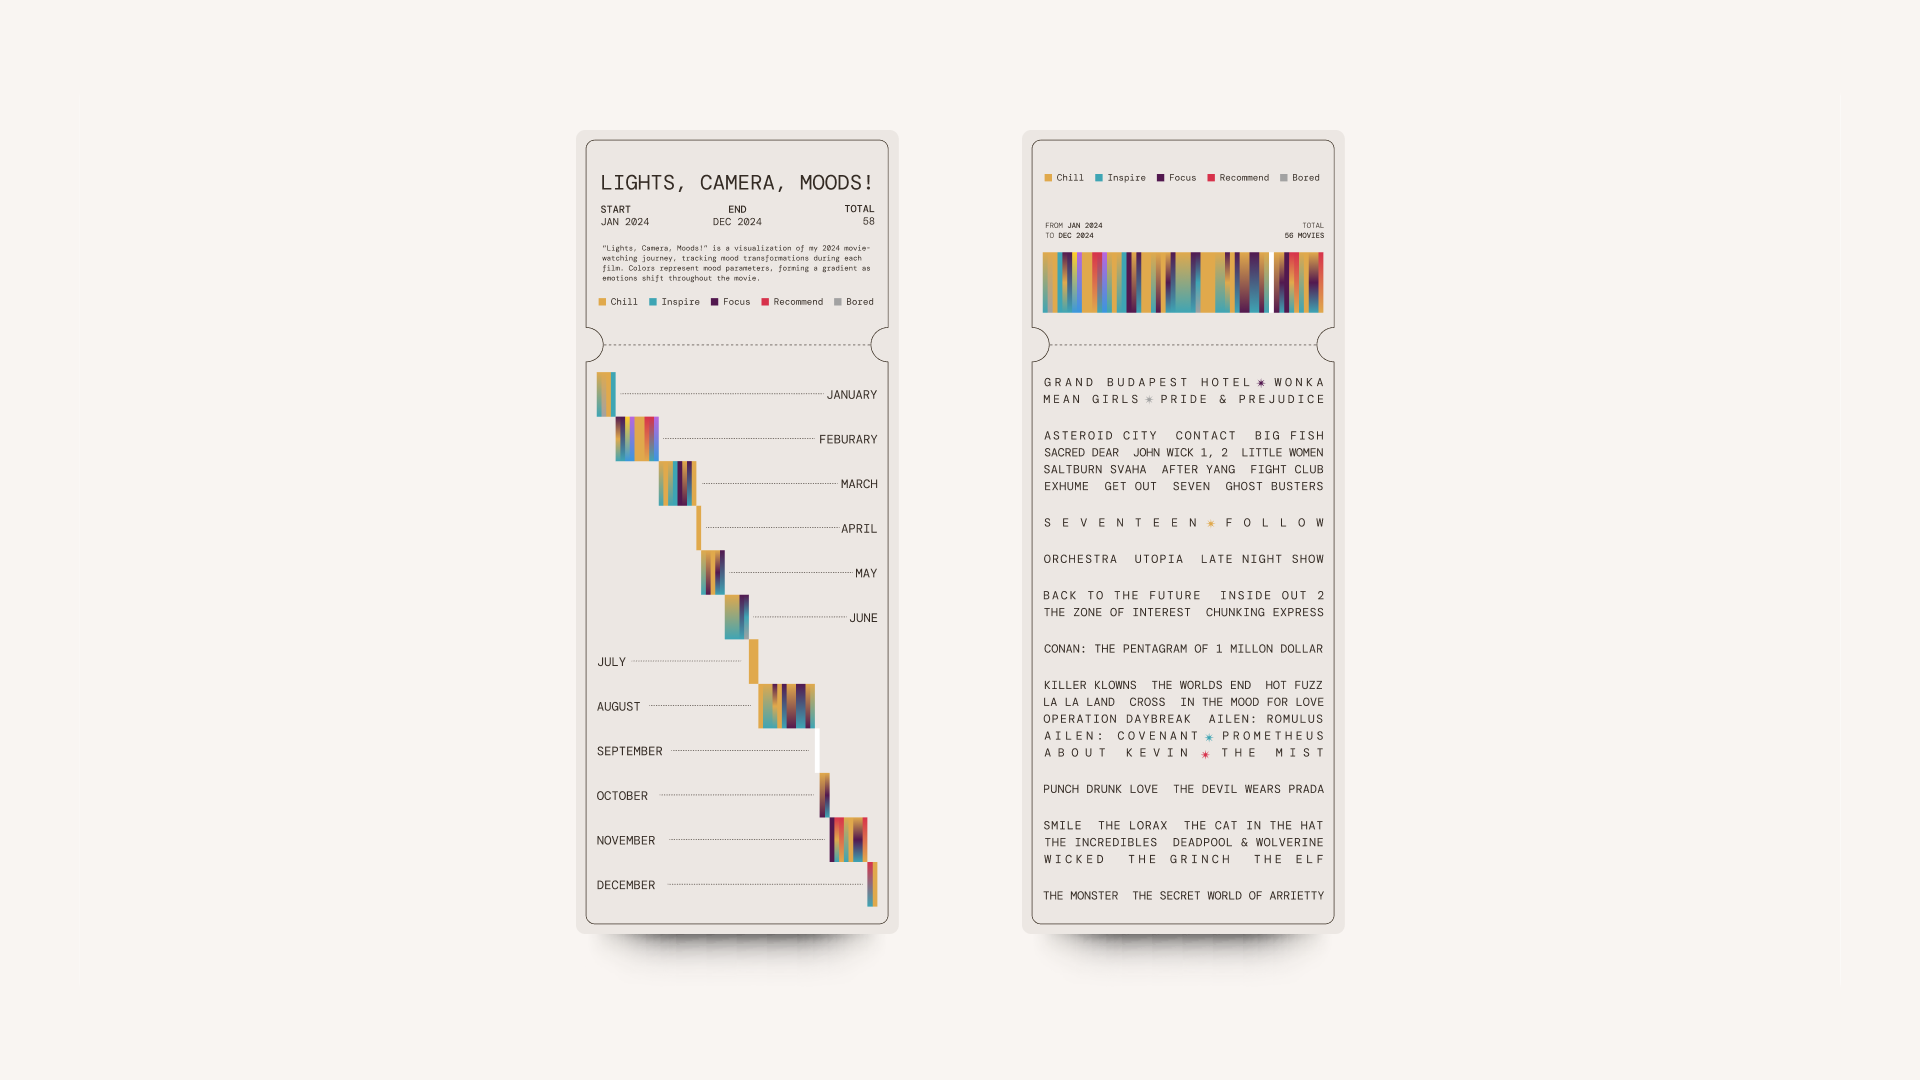 LIGHTS, CAMERA, MOODS!
START END TOTAL
JAN 2024 DEC 2024 58
"Lights, Camera, Moods!" is a visualization of my 2024 movie-
watching journey, tracking mood transformations during each
film. Colors represent mood parameters, forming a gradient as
emotions shift throughout the movie.
Chill Inspire Focus Recommend Bored
JANUARY
FEBURARY
MARCH
APRIL
MAY
JUNE
JULY
AUGUST
SEPTEMBER
OCTOBER
NOVEMBER
DECEMBER
Chill Inspire Focus Recommend Bored
FROM JAN 2024 TOTAL
TO DEC 2024 56 MOVIES
GRAND BUDAPEST HOTEL ✷ WONKA
MEAN GIRLS ✷ PRIDE & PREJUDICE
ASTEROID CITY CONTACT BIG FISH
SACRED DEAR JOHN WICK 1, 2 LITTLE WOMEN
SALTBURN SVAHA AFTER YANG FIGHT CLUB
EXHUME GET OUT SEVEN GHOST BUSTERS
SEVENTEEN ✷ FOLLOW
ORCHESTRA UTOPIA LATE NIGHT SHOW
BACK TO THE FUTURE INSIDE OUT 2
THE ZONE OF INTEREST CHUNKING EXPRESS
CONAN: THE PENTAGRAM OF 1 MILLON DOLLAR
KILLER KLOWNS THE WORLDS END HOT FUZZ
LA LA LAND CROSS IN THE MOOD FOR LOVE
OPERATION DAYBREAK AILEN: ROMULUS
AILEN: COVENANT ✷ PROMETHEUS
ABOUT KEVIN ✷ THE MIST
PUNCH DRUNK LOVE THE DEVIL WEARS PRADA
SMILE THE LORAX THE CAT IN THE HAT
THE INCREDIBLES DEADPOOL & WOLVERINE
WICKED THE GRINCH THE ELF
THE MONSTER THE SECRET WORLD OF ARRIETTY